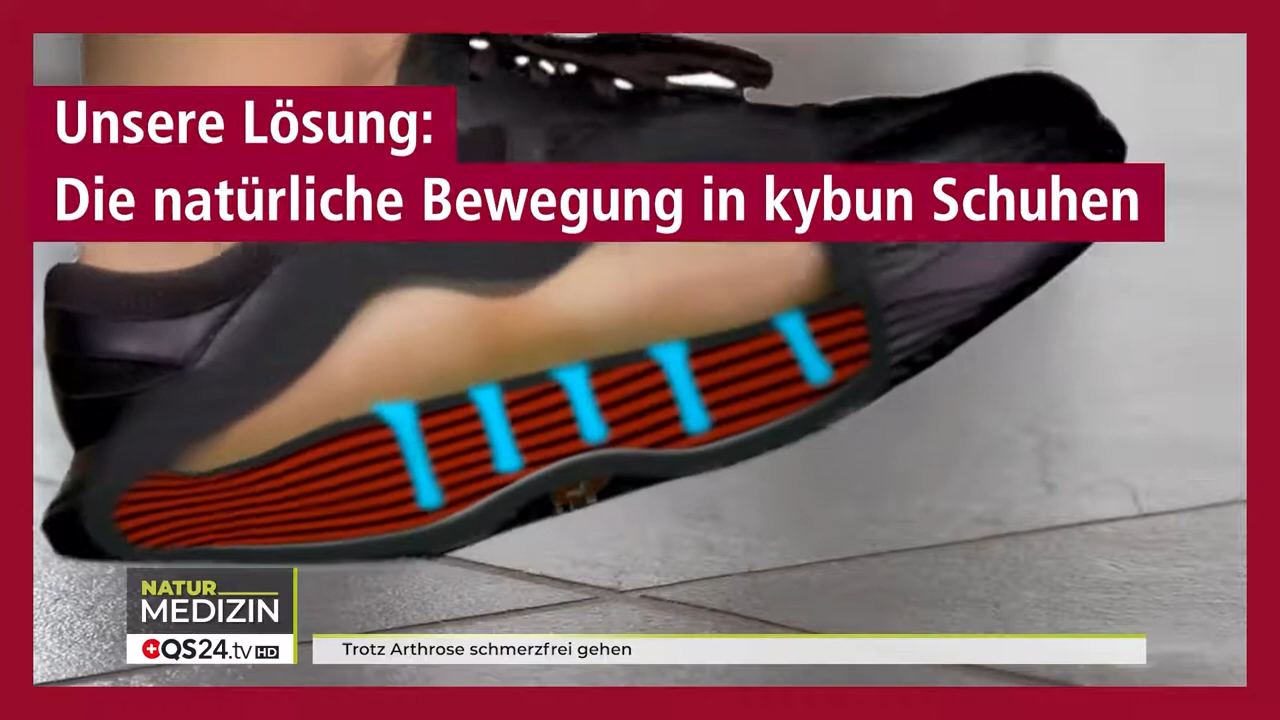 Unsere Lösung:
Die natürliche Bewegung in kybun Schuhen
NATUR
MEDIZIN
QS24.tv HD
Trotz Arthrose schmerzfrei gehen